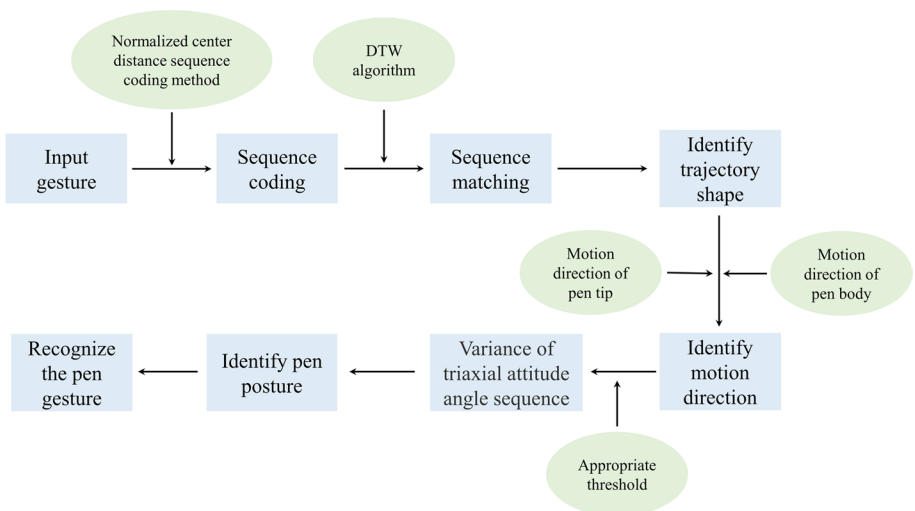 Normalized center
distance sequence
coding method
DTW
algorithm
Input
gesture
Sequence
coding
Sequence
matching
Identify
trajectory
shape
Motion
direction of
pen tip
Motion
direction of
pen body
Identify
motion
direction
Variance of
triaxial attitude
angle sequence
Identify pen
posture
Recognize
the pen
gesture
Appropriate
threshold